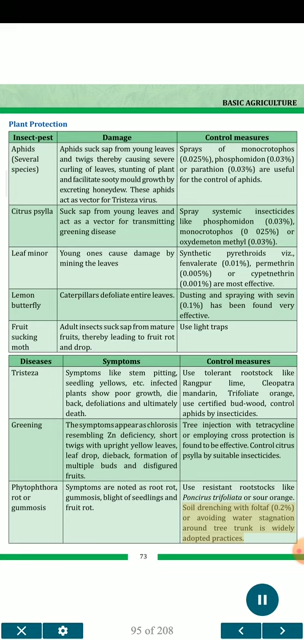 BASIC AGRICULTURE
Plant Protection
Insect-pest Damage Control measures
Aphids (Several species)
Aphids suck sap from young leaves
and twigs thereby causing severe
curling of leaves, stunting of plant
and facilitate sooty mould growth by
excreting honeydew. These aphids
act as vector for Tristeza virus.
Sprays of monocrotophos
(0.025%), phosphomidon (0.03%)
or parathion (0.03%) are useful
for the control of aphids.
Citrus psylla
Suck sap from young leaves and
act as a vector for transmitting
greening disease
Spray systemic insecticides
like phosphomidon (0.03%),
monocrotophos (0 025%) or
oxydemeton methyl (0.03%).
Leaf minor
Young ones cause damage by
mining the leaves
Synthetic pyrethroids viz.,
fenvalerate (0.01%), permethrin
(0.005%) or cypetnethrin
(0.001%) are most effective.
Lemon
butterfly
Caterpillars defoliate entire leaves.
Dusting and spraying with sevin
(0.1%) has been found very
effective.
Fruit
sucking
moth
Adult insects suck sap from mature
fruits, thereby leading to fruit rot
and drop.
Use light traps
Diseases Symptoms Control measures
Tristeza
Symptoms like stem pitting,
seedling yellows, etc. infected
plants show poor growth, die
back, defoliations and ultimately
death.
Use tolerant rootstock like
Rangpur lime, Cleopatra
mandarin, Trifoliate orange,
use certified bud-wood, control
aphids by insecticides.
Greening
The symptoms appear as chlorosis
resembling Zn deficiency, short
twigs with upright yellow leaves,
leaf drop, dieback, formation of
multiple buds and disfigured
fruits.
Tree injection with tetracycline
or employing cross protection is
found to be effective. Control citrus
psylla by suitable insecticides.
Phytophthora
rot or
gummosis
Symptoms are noted as root rot,
gummosis, blight of seedlings and
fruit rot.
Use resistant rootstocks like
Poncirus trifoliata or sour orange.
Soil drenching with foltaf (0.2%)
or avoiding water stagnation
around tree trunk is widely
adopted practices.
73
95 of 208